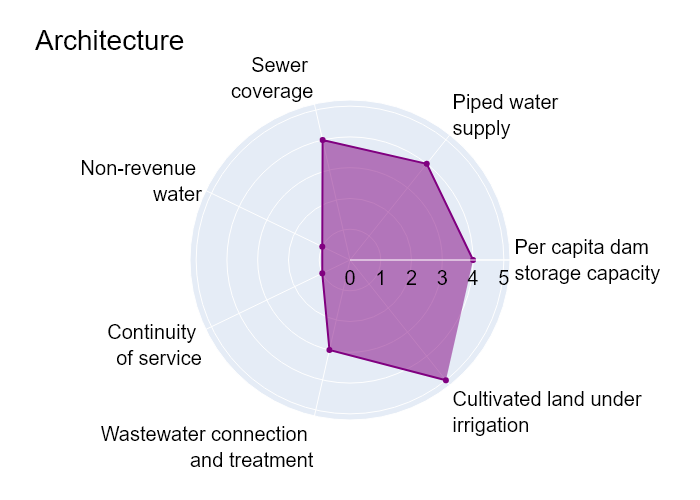 Architecture
Sewer
coverage
Piped water
supply
Non-revenue
water
Per capita dam
storage capacity
0 1 2 3 4 5
Continuity
of service
Cultivated land under
irrigation
Wastewater connection
and treatment